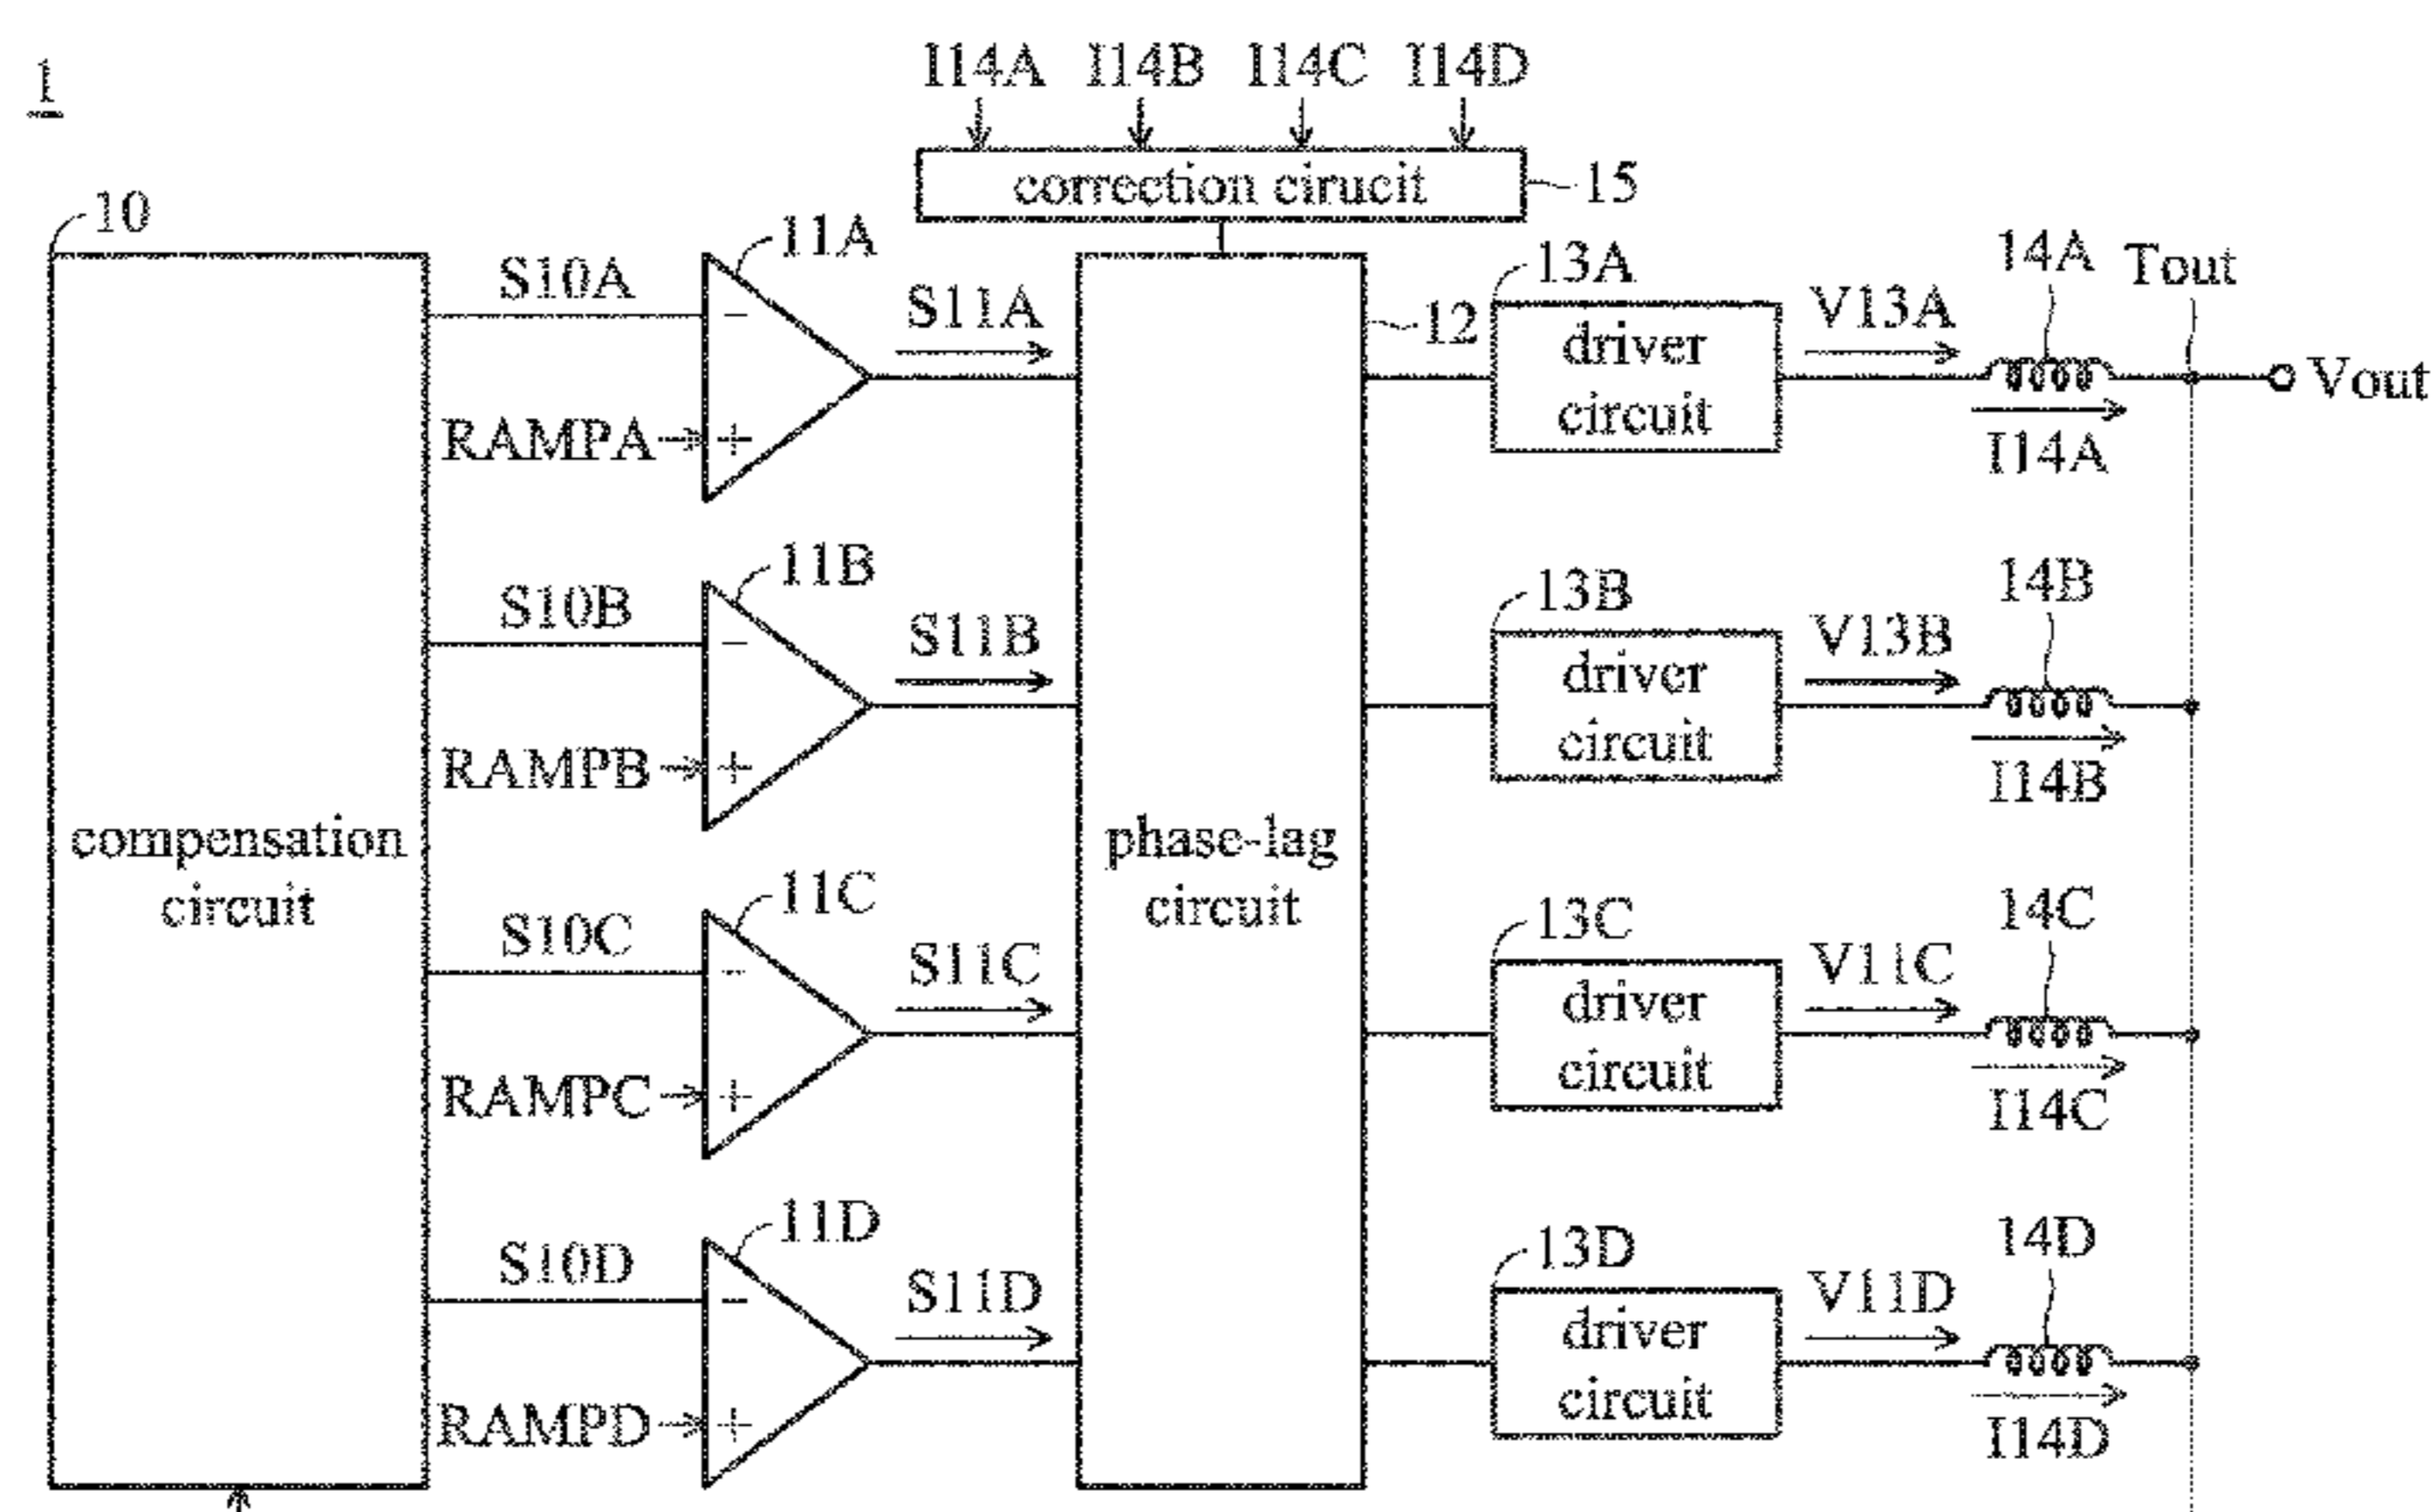 1
I14A I14B I14C I14D
correction cirucit
15
10
S10A
RAMPA
11A
S11A
12
13A
driver
circuit
V13A
14A
I14A
Tout
Vout
S10B
RAMPB
11B
S11B
13B
driver
circuit
V13B
14B
I14B
compensation
circuit
phase-lag
circuit
S10C
RAMPC
11C
S11C
13C
driver
circuit
V11C
14C
I14C
S10D
RAMPD
11D
S11D
13D
driver
circuit
V11D
14D
I14D